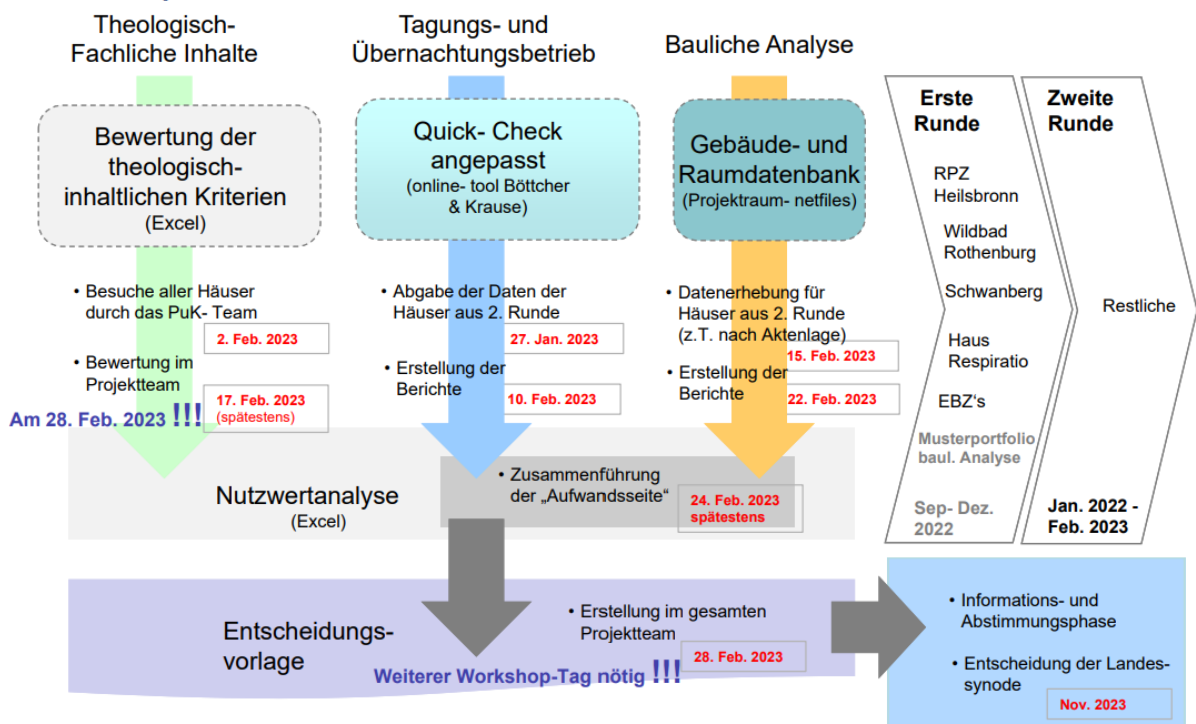 Theologisch-
Fachliche Inhalte
Tagungs- und
Übernachtungsbetrieb
Bauliche Analyse
Bewertung der
theologisch-
inhaltlichen Kriterien
(Excel)
Quick- Check
angepasst
(online- tool Böttcher
& Krause)
Gebäude- und
Raumdatenbank
(Projektraum- netfiles)
• Besuche aller Häuser
durch das PuK- Team
2. Feb. 2023
• Bewertung im
Projektteam
17. Feb. 2023
(spätestens)
Am 28. Feb. 2023 !!!
• Abgabe der Daten der
Häuser aus 2. Runde
27. Jan. 2023
• Erstellung der
Berichte
10. Feb. 2023
• Datenerhebung für
Häuser aus 2. Runde
(z.T. nach Aktenlage)
15. Feb. 2023
• Erstellung der
Berichte
22. Feb. 2023
Nutzwertanalyse
(Excel)
• Zusammenführung
der „Aufwandsseite“
24. Feb. 2023
spätestens
Entscheidungs-
vorlage
• Erstellung im gesamten
Projektteam
28. Feb. 2023
Weiterer Workshop-Tag nötig !!!
Erste
Runde
RPZ
Heilsbronn
Wildbad
Rothenburg
Schwanberg
Haus
Respiratio
EBZ‘s
Musterportfolio
baul. Analyse
Sep- Dez.
2022
Zweite
Runde
Restliche
Jan. 2022 -
Feb. 2023
• Informations- und
Abstimmungsphase
• Entscheidung der Landes-
synode
Nov. 2023